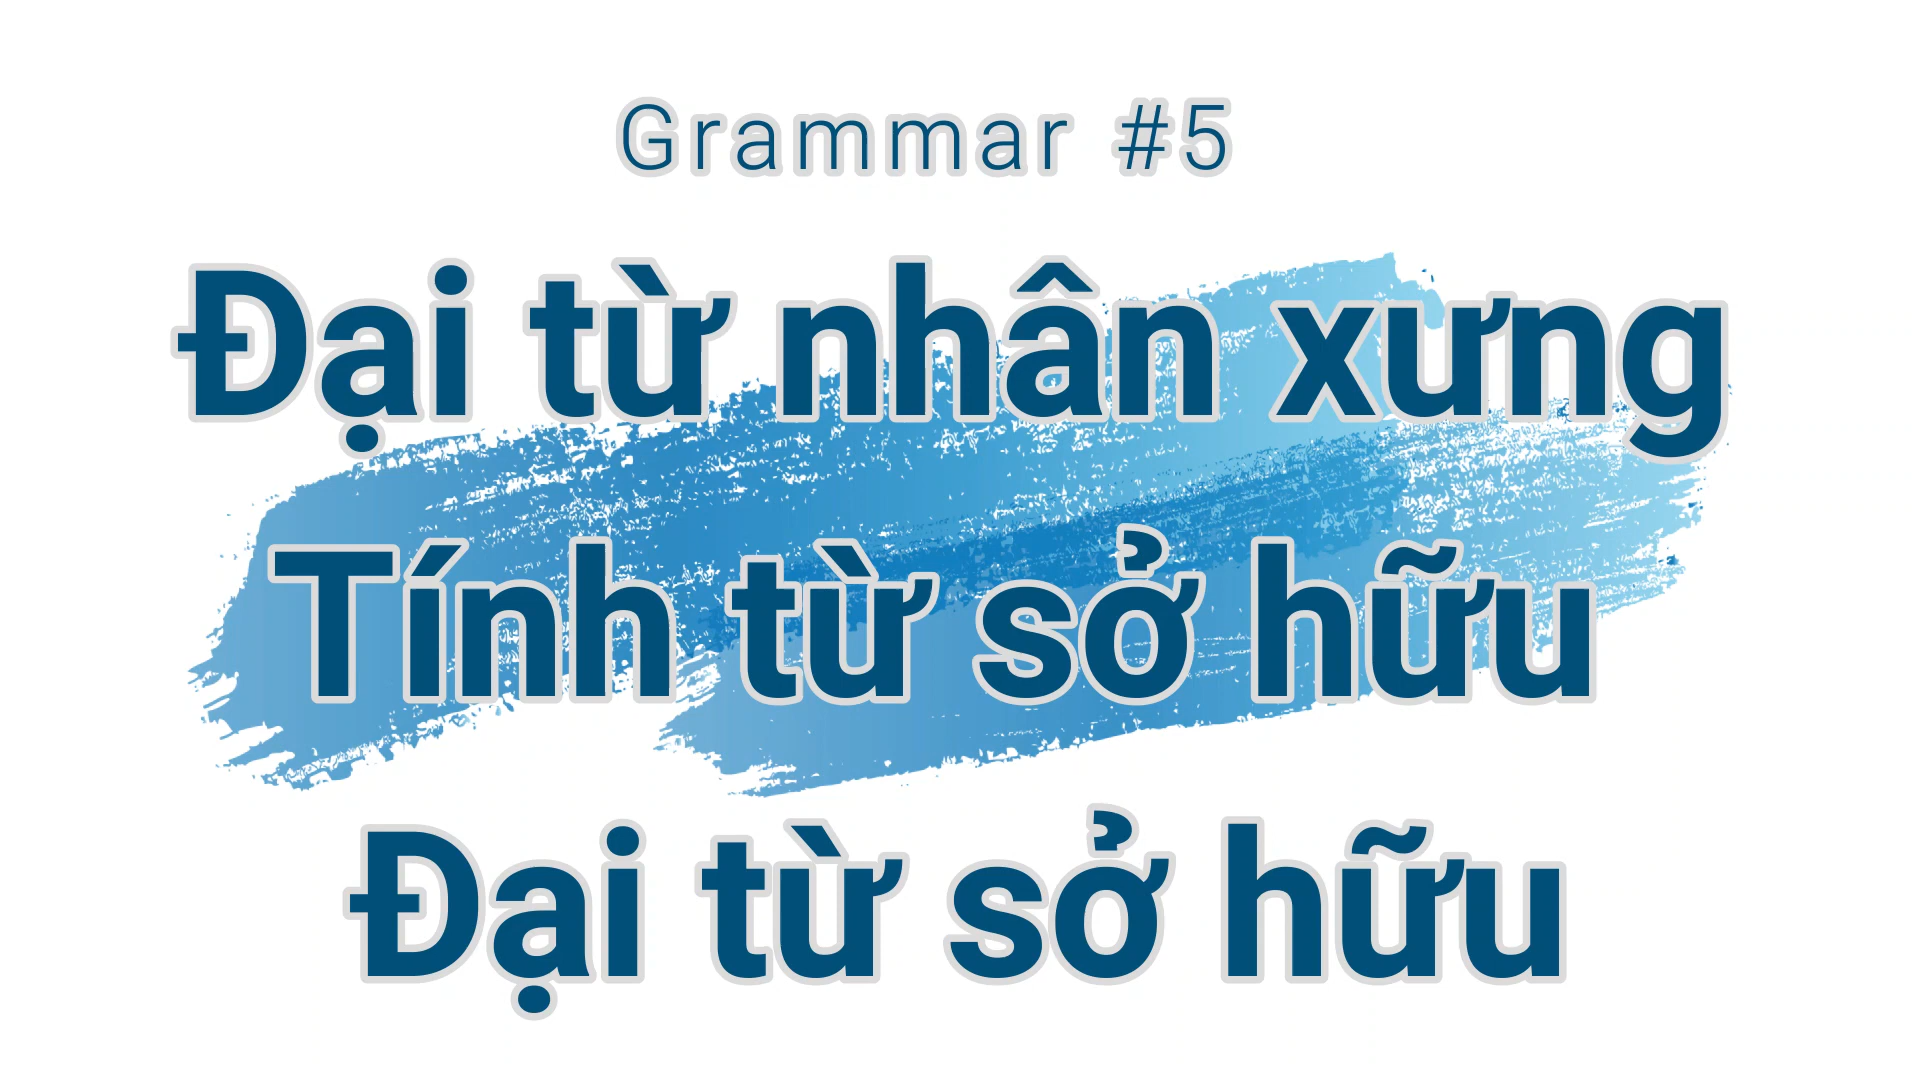 Grammar #5
Đại từ nhân xưng
Tính từ sở hữu
Đại từ sở hữu